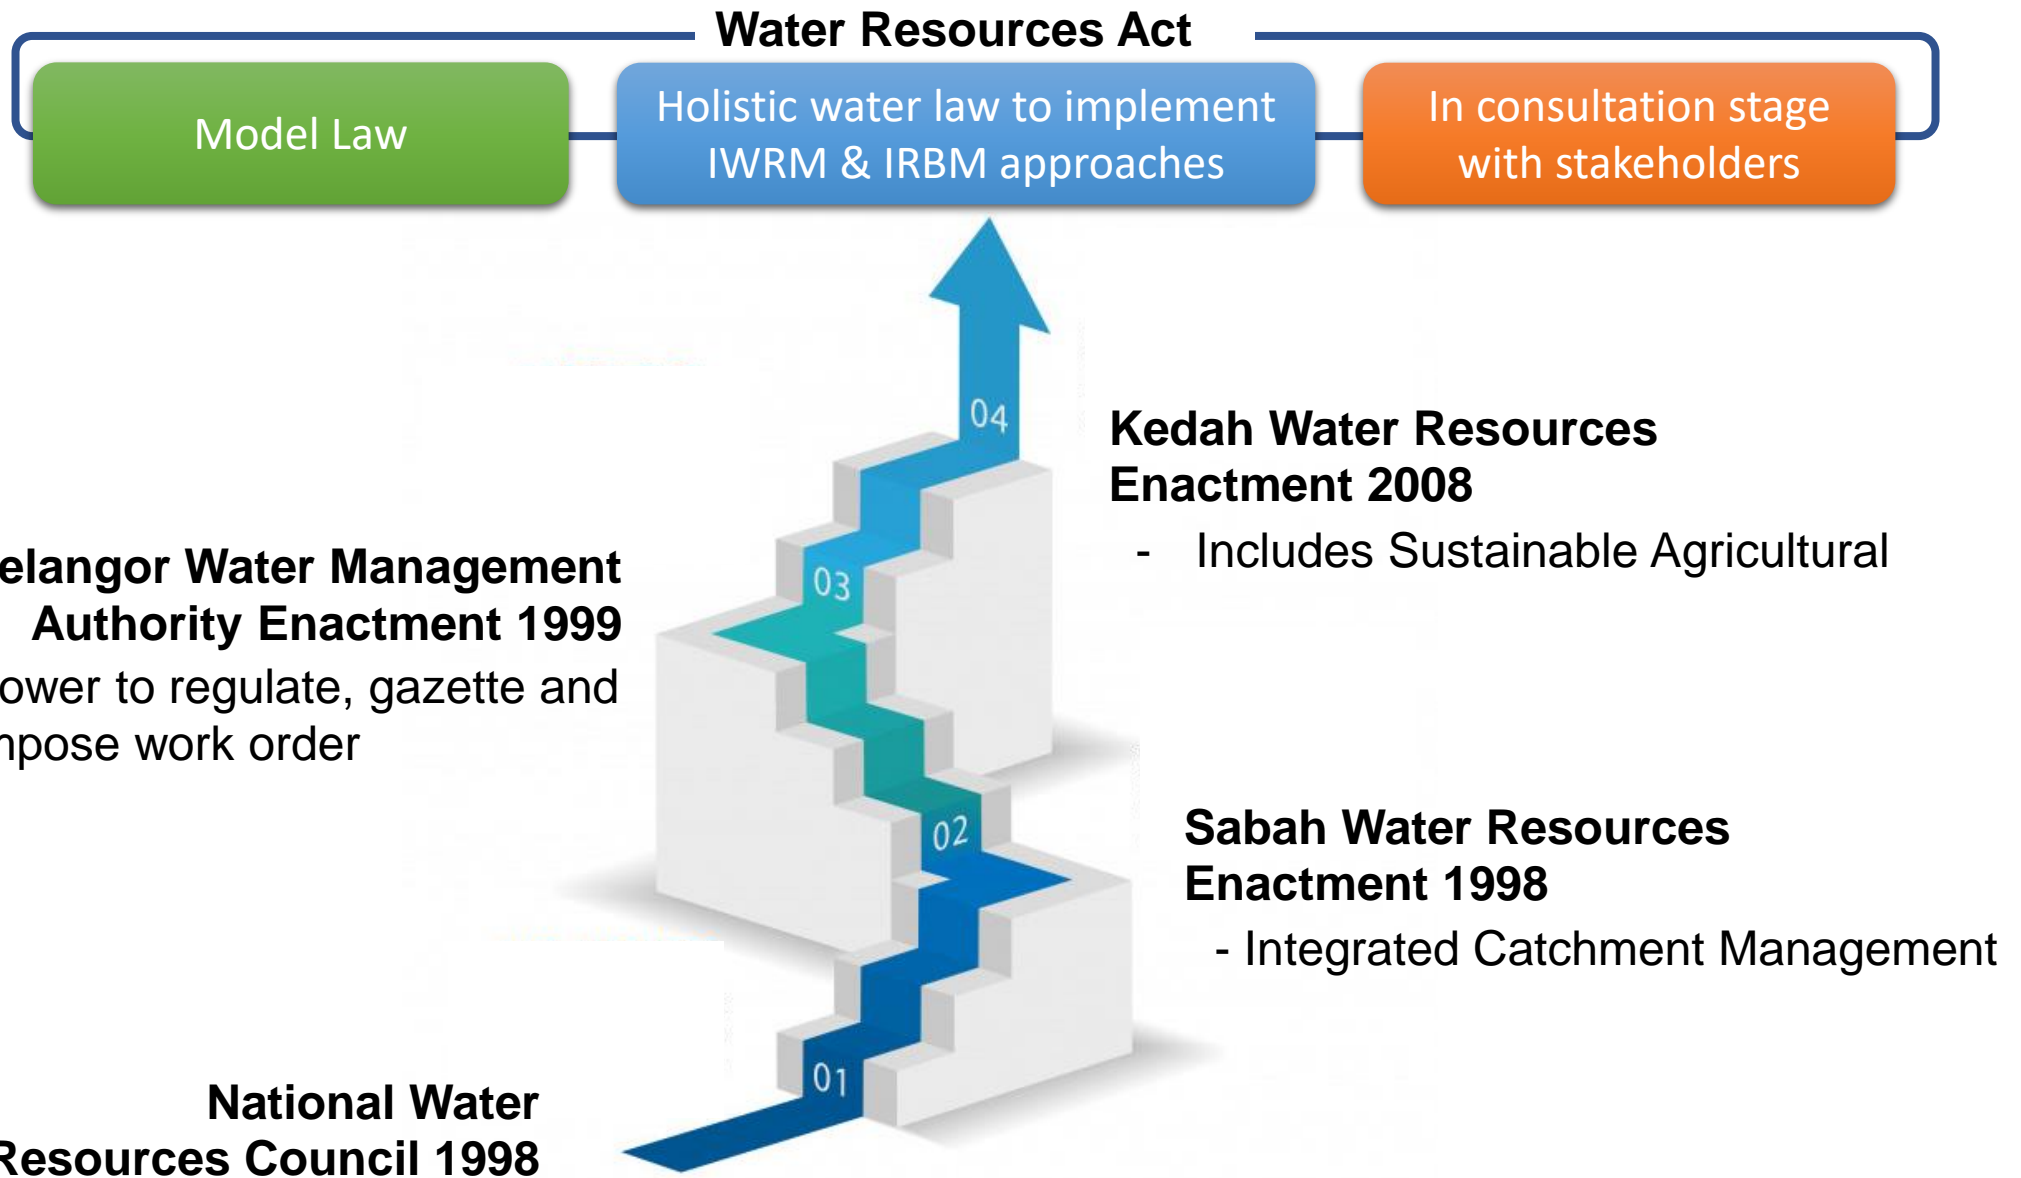 Water Resources Act
Model Law
Holistic water law to implement
IWRM & IRBM approaches
In consultation stage
with stakeholders
04
Kedah Water Resources
Enactment 2008
- Includes Sustainable Agricultural
03
elangor Water Management
Authority Enactment 1999
ower to regulate, gazette and
mpose work order
02
Sabah Water Resources
Enactment 1998
- Integrated Catchment Management
01
National Water
Resources Council 1998